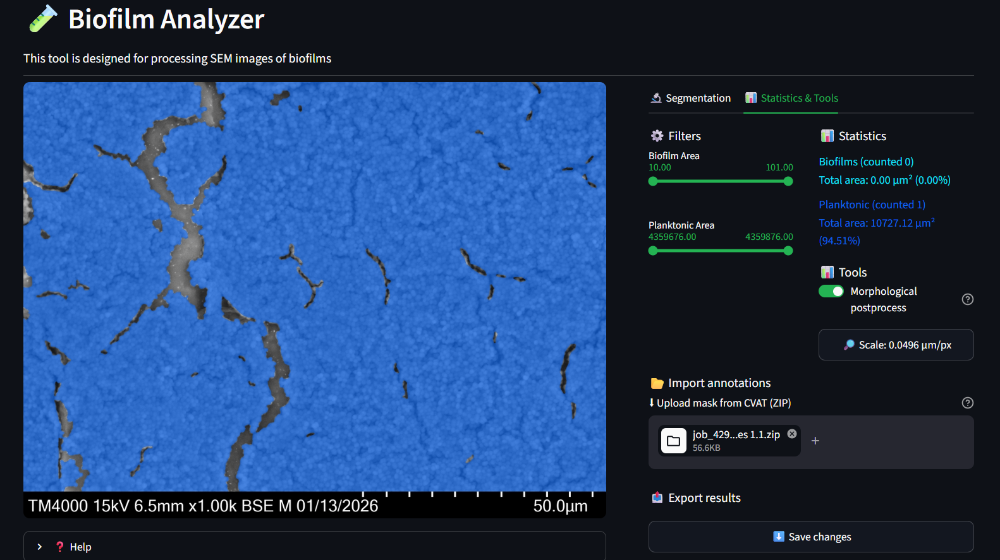 Biofilm Analyzer
This tool is designed for processing SEM images of biofilms
TM4000 15kV 6.5mm x1.00k BSE M 01/13/2026 50.0µm
Help
Segmentation Statistics & Tools
Filters
Biofilm Area
10.00 101.00
Planktonic Area
4359676.00 4359876.00
Statistics
Biofilms (counted 0)
Total area: 0.00 µm² (0.00%)
Planktonic (counted 1)
Total area: 10727.12 µm²
(94.51%)
Tools
Morphological
postprocess
Scale: 0.0496 µm/px
Import annotations
Upload mask from CVAT (ZIP)
job_429...es 1.1.zip
56.6KB
Export results
Save changes